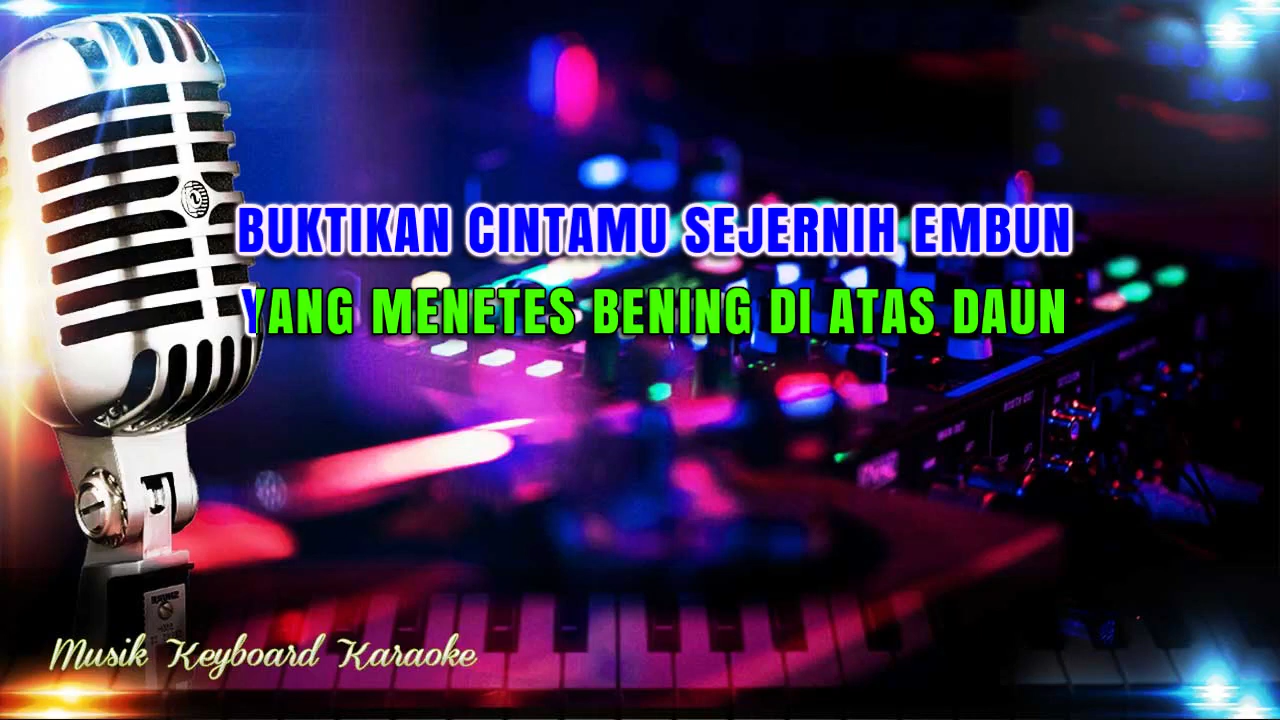 BUKTIKAN CINTAMU SEJERNIH EMBUN
YANG MENETES BENING DI ATAS DAUN
Musik Keyboard Karaoke